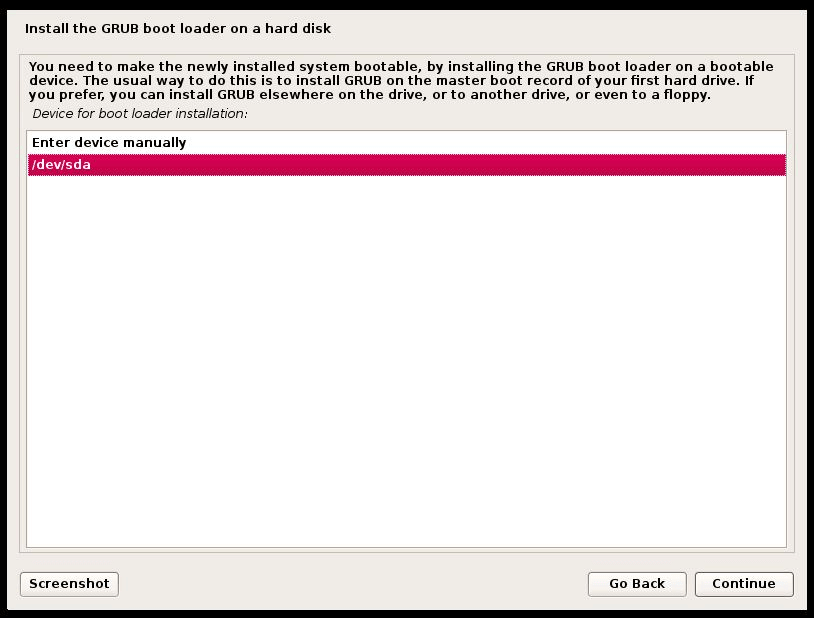 Install the GRUB boot loader on a hard disk
You need to make the newly installed system bootable, by installing the GRUB boot loader on a bootable
device. The usual way to do this is to install GRUB on the master boot record of your first hard drive. If
you prefer, you can install GRUB elsewhere on the drive, or to another drive, or even to a floppy.
Device for boot loader installation:
Enter device manually
/dev/sda
Screenshot
Go Back
Continue